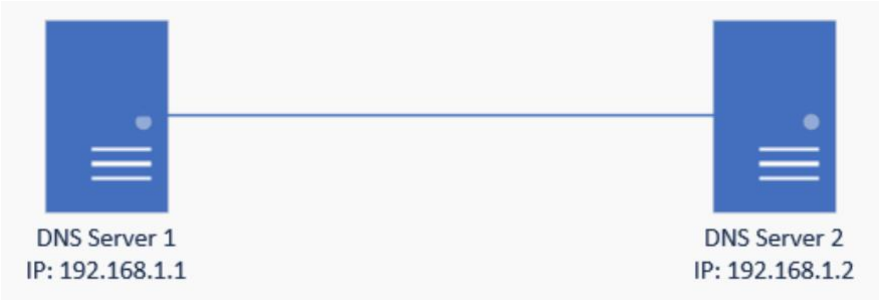 DNS Server 1
IP: 192.168.1.1
DNS Server 2
IP: 192.168.1.2